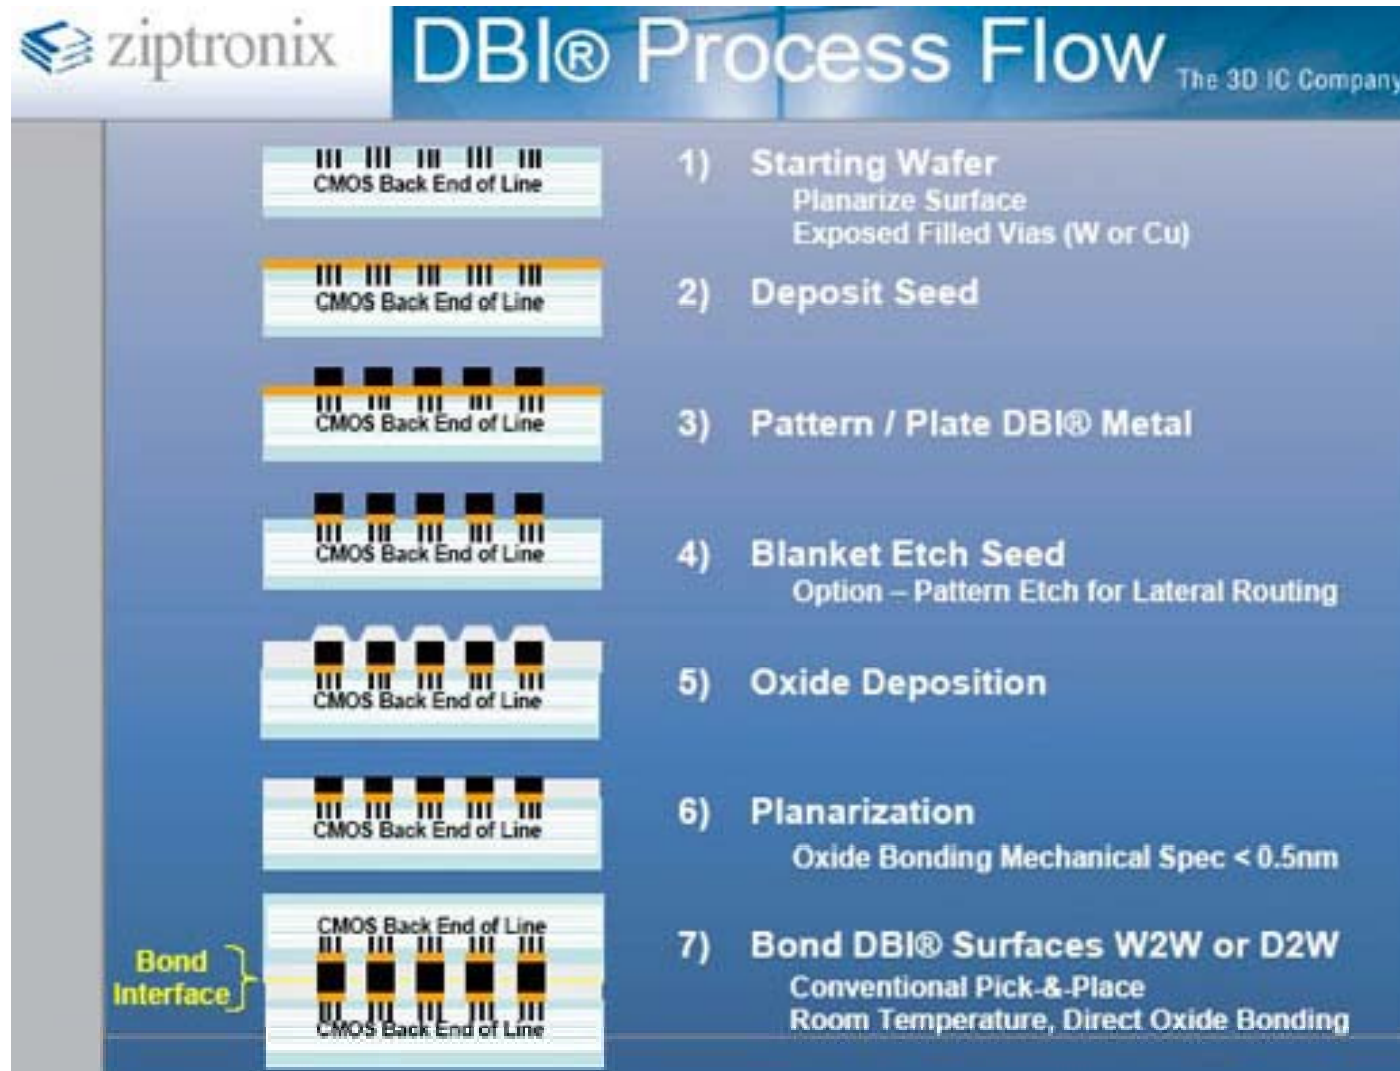 ziptronix
DBI® Process Flow
The 3D IC Company
CMOS Back End of Line
1) Starting Wafer
Planarize Surface
Exposed Filled Vias (W or Cu)
CMOS Back End of Line
2) Deposit Seed
CMOS Back End of Line
3) Pattern / Plate DBI® Metal
CMOS Back End of Line
4) Blanket Etch Seed
Option – Pattern Etch for Lateral Routing
CMOS Back End of Line
5) Oxide Deposition
CMOS Back End of Line
6) Planarization
Oxide Bonding Mechanical Spec < 0.5nm
CMOS Back End of Line
Bond
Interface
CMOS Back End of Line
7) Bond DBI® Surfaces W2W or D2W
Conventional Pick-&-Place
Room Temperature, Direct Oxide Bonding